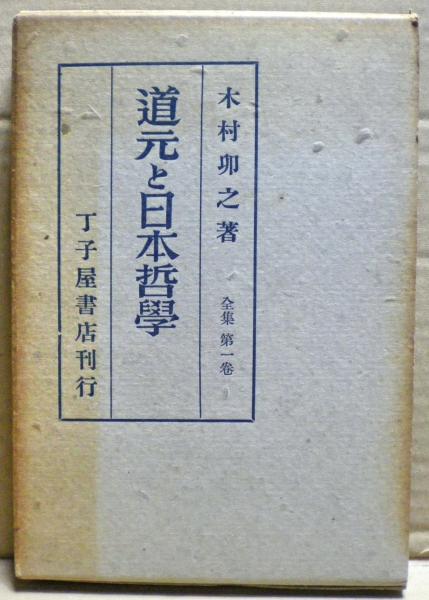 木村卯之著
全集 第一卷
道元と日本哲學
丁子屋書店刊行